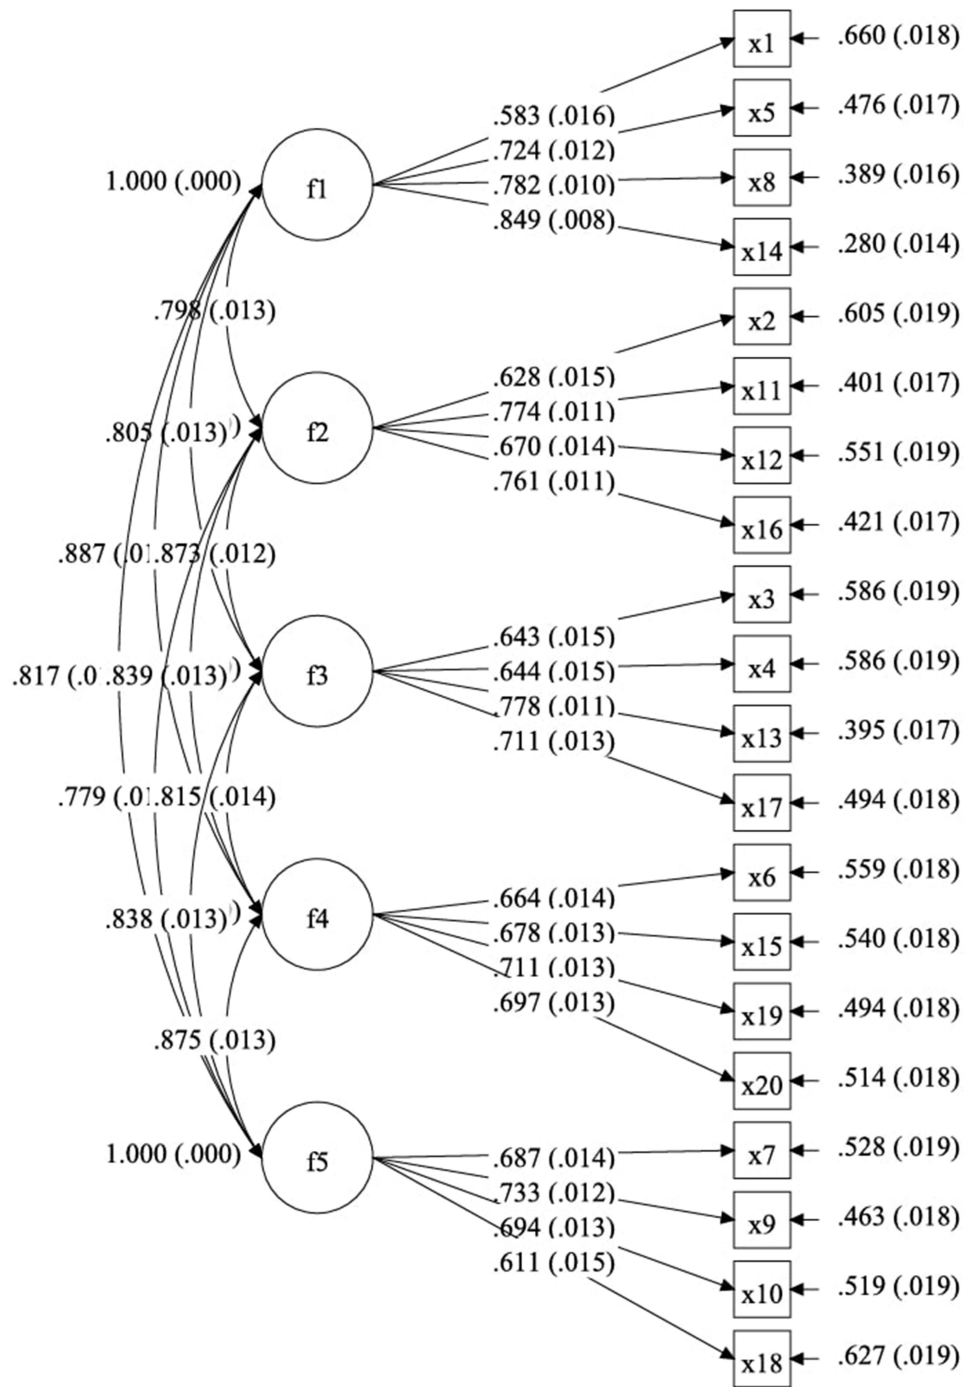 x1 .660 (.018)
.583 (.016) x5 .476 (.017)
.724 (.012)
1.000 (.000) f1 .782 (.010) x8 .389 (.016)
.849 (.008)
x14 .280 (.014)
.798 (.013) x2 .605 (.019)
.628 (.015) x11 .401 (.017)
.774 (.011)
.805 (.013) ) f2 .670 (.014) x12 .551 (.019)
.761 (.011)
x16 .421 (.017)
.887 .873 (.012)
x3 .586 (.019)
.643 (.015)
.817 .839 (.013) ) f3 .644 (.015) x4 .586 (.019)
.778 (.011)
.711 (.013) x13 .395 (.017)
.779 .815 (.014) x17 .494 (.018)
x6 .559 (.018)
.664 (.014)
.838 (.013) ) f4 .678 (.013) x15 .540 (.018)
.711 (.013)
.697 (.013) x19 .494 (.018)
.875 (.013)
x20 .514 (.018)
1.000 (.000) f5 .687 (.014) x7 .528 (.019)
.733 (.012)
.694 (.013) x9 .463 (.018)
.611 (.015)
x10 .519 (.019)
x18 .627 (.019)